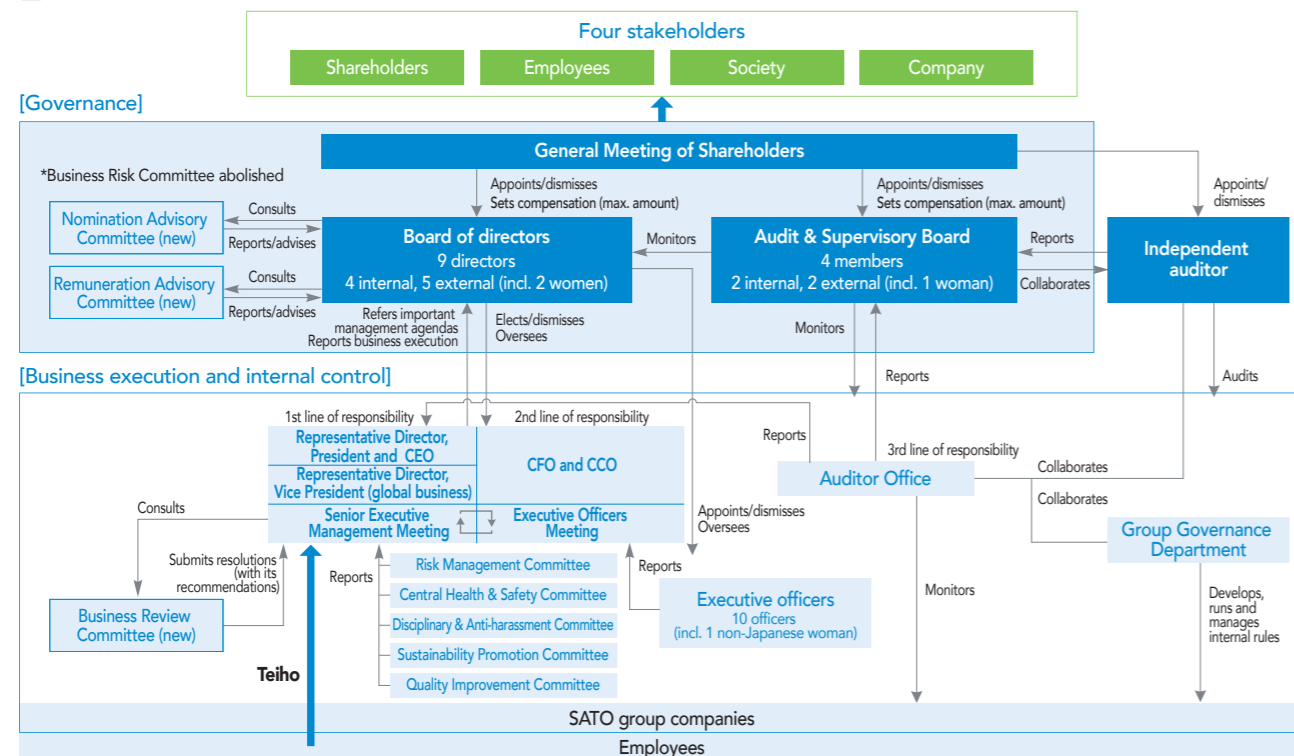 Four stakeholders
Shareholders
Employees
Society
Company
[Governance]
General Meeting of Shareholders
*Business Risk Committee abolished
Appoints/dismisses
Sets compensation (max. amount)
Appoints/dismisses
Sets compensation (max. amount)
Appoints/
dismisses
Nomination Advisory
Committee (new)
Consults
Reports/advises
Remuneration Advisory
Committee (new)
Consults
Reports/advises
Board of directors
9 directors
4 internal, 5 external (incl. 2 women)
Monitors
Audit & Supervisory Board
4 members
2 internal, 2 external (incl. 1 woman)
Reports
Collaborates
Independent
auditor
Refers important
management agendas
Reports business execution
Elects/dismisses
Oversees
Monitors
Reports
Audits
[Business execution and internal control]
1st line of responsibility
2nd line of responsibility
Representative Director,
President and CEO
Representative Director,
Vice President (global business)
CFO and CCO
Senior Executive
Management Meeting
Executive Officers
Meeting
Reports
3rd line of responsibility
Auditor Office
Collaborates
Collaborates
Group Governance
Department
Appoints/dismisses
Oversees
Consults
Submits resolutions
(with its
recommendations)
Business Review
Committee (new)
Teiho
Reports
Risk Management Committee
Central Health & Safety Committee
Disciplinary & Anti-harassment Committee
Sustainability Promotion Committee
Quality Improvement Committee
Reports
Executive officers
10 officers
(incl. 1 non-Japanese woman)
Monitors
Develops,
runs and
manages
internal rules
SATO group companies
Employees